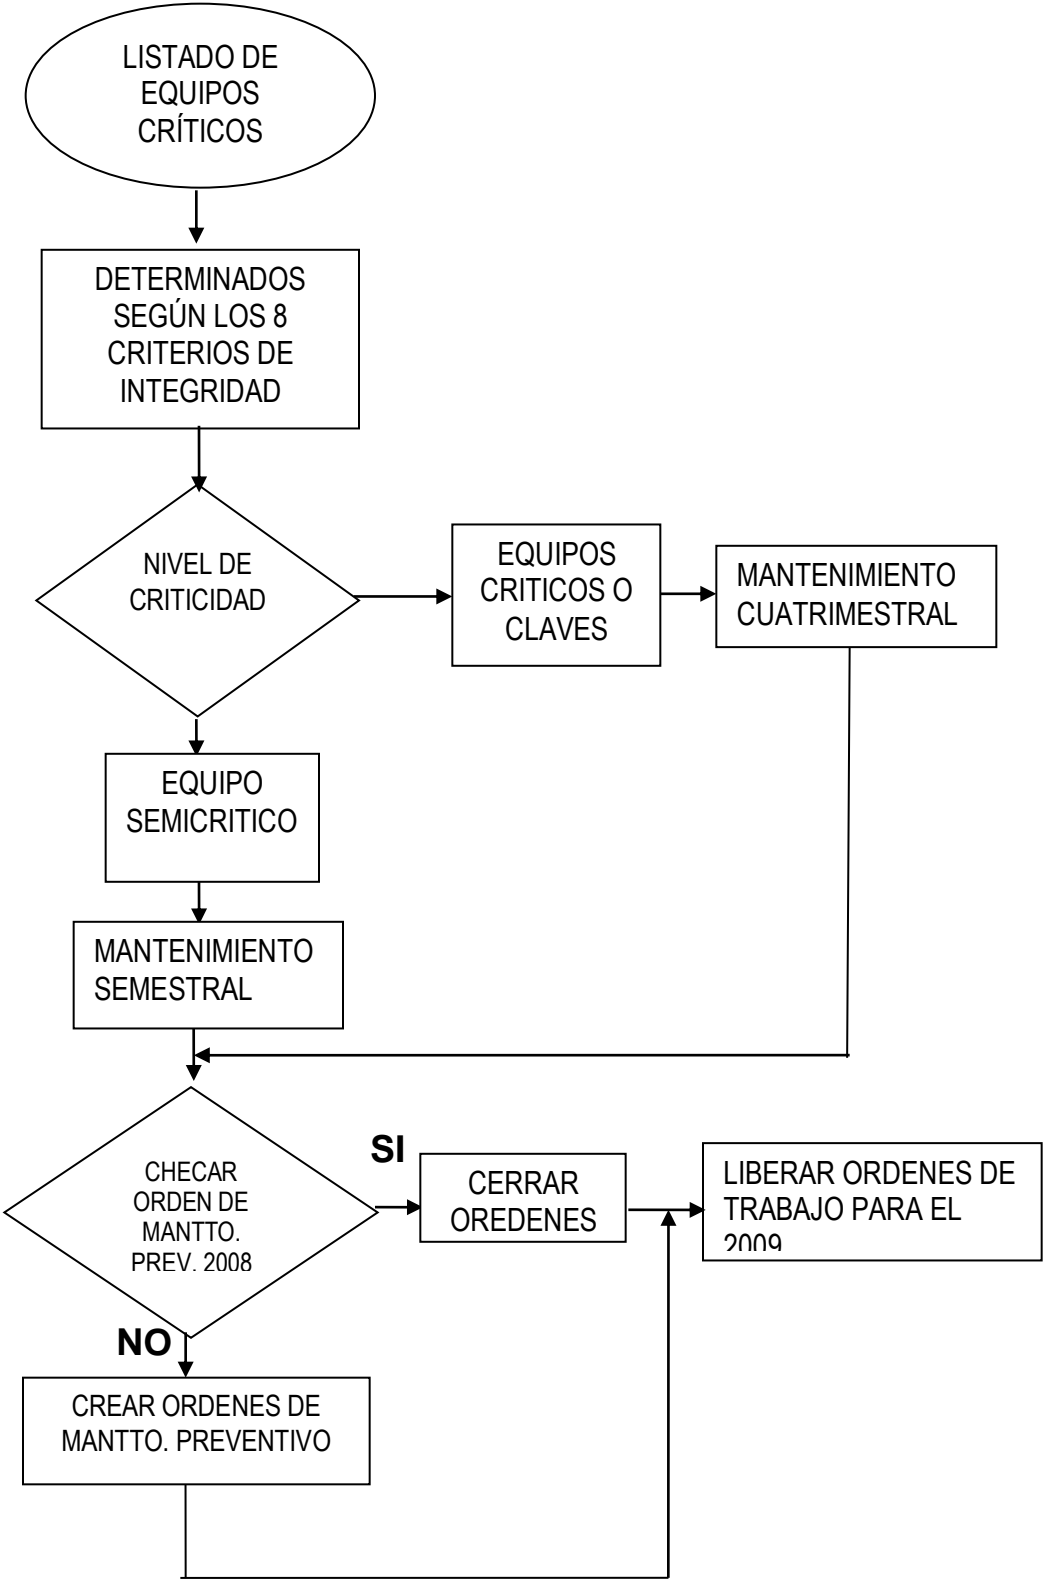 LISTADO DE
EQUIPOS
CRÍTICOS
DETERMINADOS
SEGÚN LOS 8
CRITERIOS DE
INTEGRIDAD
NIVEL DE
CRITICIDAD
EQUIPOS
CRITICOS O
CLAVES
MANTENIMIENTO
CUATRIMESTRAL
EQUIPO
SEMICRITICO
MANTENIMIENTO
SEMESTRAL
CHECAR
ORDEN DE
MANTTO.
PREV. 2008
SI
CERRAR
OREDENES
LIBERAR ORDENES DE
TRABAJO PARA EL
2009
NO
CREAR ORDENES DE
MANTTO. PREVENTIVO